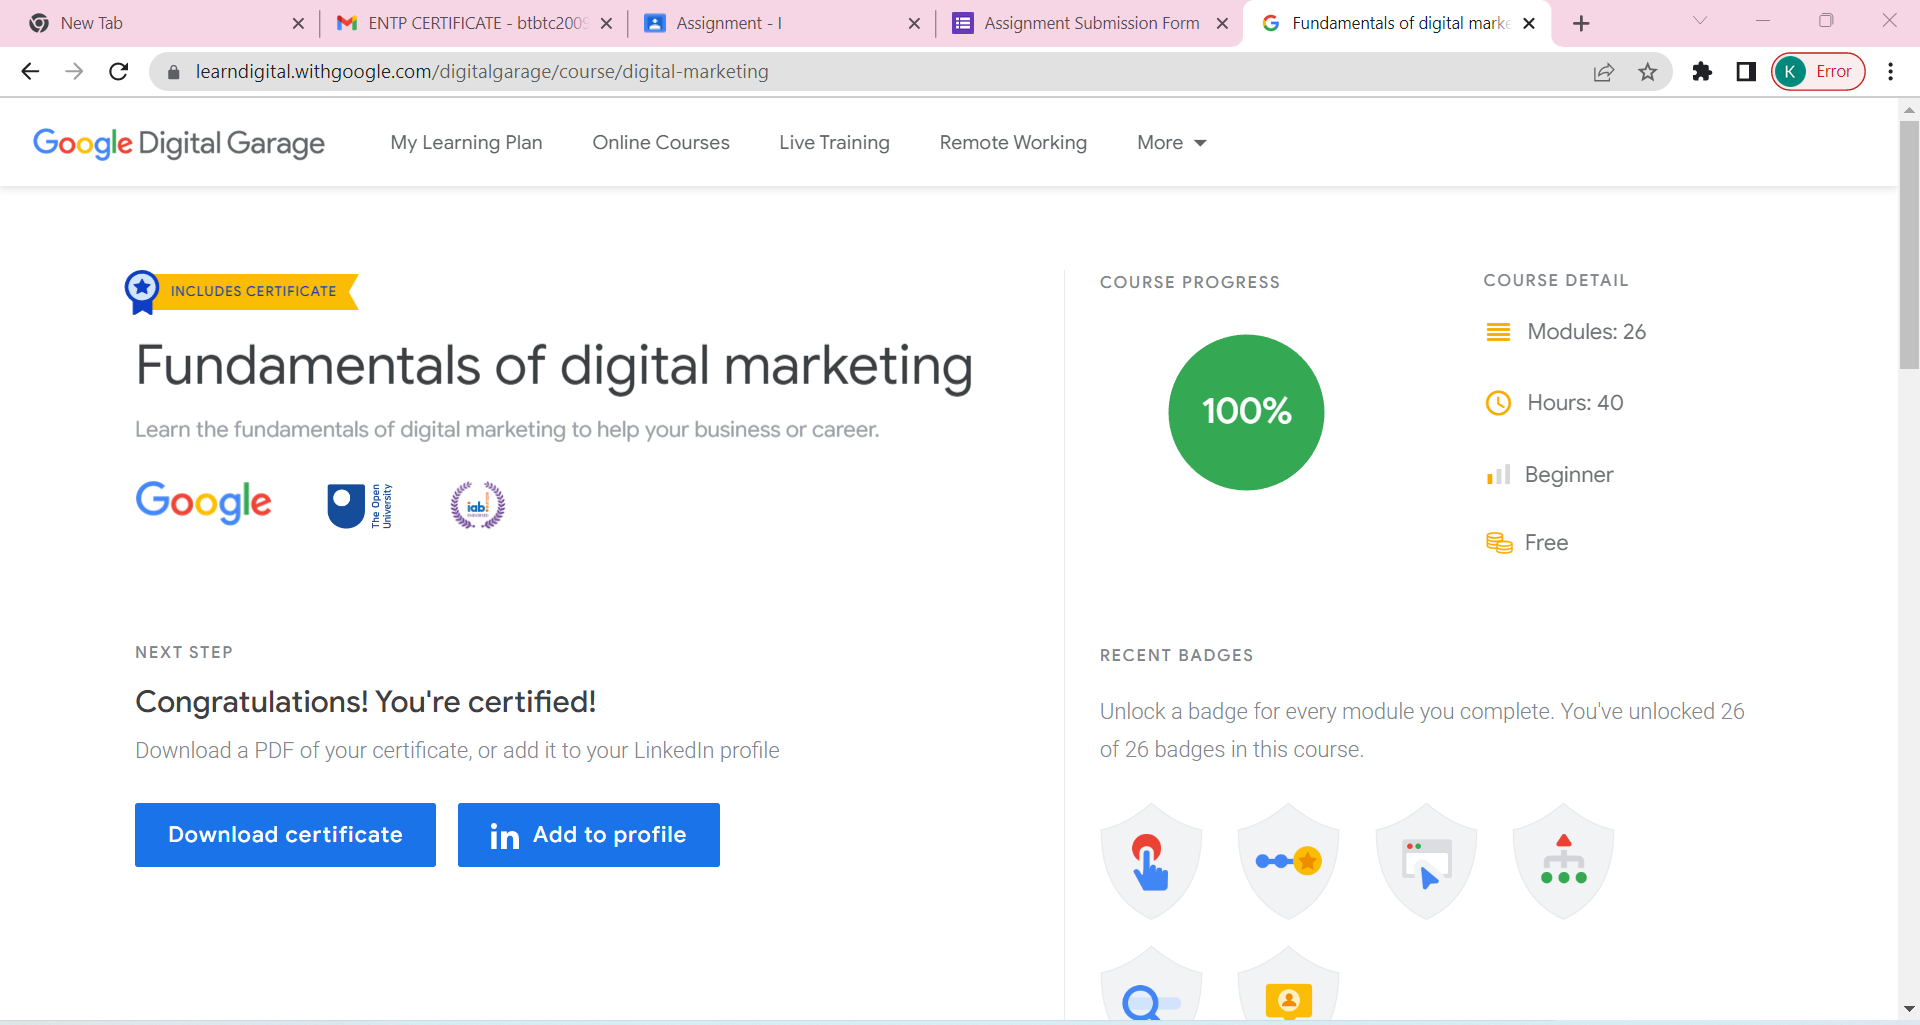 New Tab
ENTP CERTIFICATE - btbtc2009
Assignment - I
Assignment Submission Form
Fundamentals of digital marke
learndigital.withgoogle.com/digitalgarage/course/digital-marketing
K Error
Google Digital Garage
My Learning Plan
Online Courses
Live Training
Remote Working
More
INCLUDES CERTIFICATE
Fundamentals of digital marketing
Learn the fundamentals of digital marketing to help your business or career.
Google
The Open
University
iab
NEXT STEP
Congratulations! You're certified!
Download a PDF of your certificate, or add it to your LinkedIn profile
Download certificate
in Add to profile
COURSE PROGRESS
100%
COURSE DETAIL
Modules: 26
Hours: 40
Beginner
Free
RECENT BADGES
Unlock a badge for every module you complete. You've unlocked 26
of 26 badges in this course.